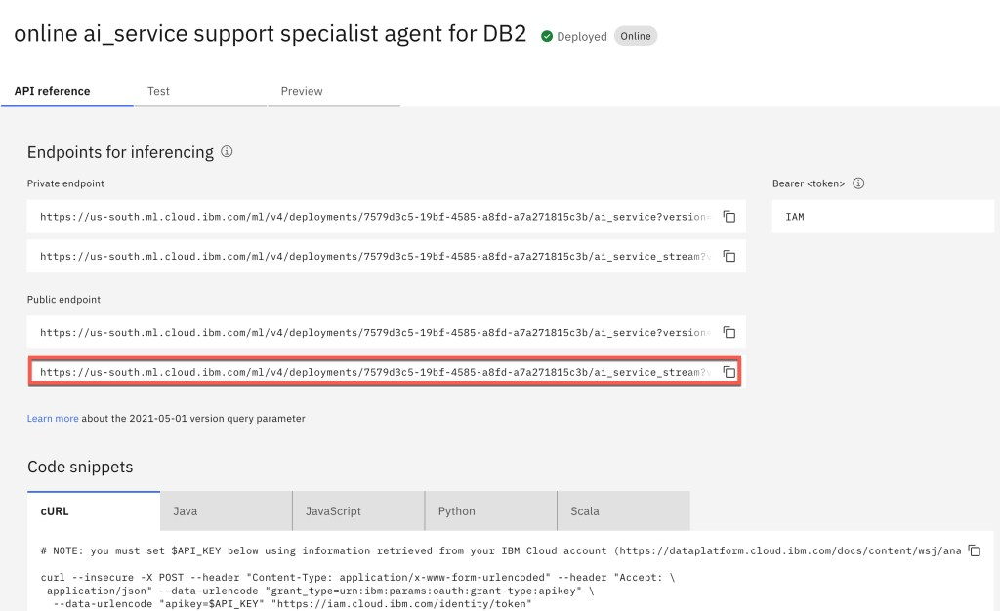 online ai_service support specialist agent for DB2 Deployed Online
API reference Test Preview
Endpoints for inferencing
Private endpoint Bearer <token>
https://us-south.ml.cloud.ibm.com/ml/v4/deployments/7579d3c5-19bf-4585-a8fd-a7a271815c3b/ai_service?version= IAM
https://us-south.ml.cloud.ibm.com/ml/v4/deployments/7579d3c5-19bf-4585-a8fd-a7a271815c3b/ai_service_stream?
Public endpoint
https://us-south.ml.cloud.ibm.com/ml/v4/deployments/7579d3c5-19bf-4585-a8fd-a7a271815c3b/ai_service?version=
https://us-south.ml.cloud.ibm.com/ml/v4/deployments/7579d3c5-19bf-4585-a8fd-a7a271815c3b/ai_service_stream?
Learn more about the 2021-05-01 version query parameter
Code snippets
cURL Java JavaScript Python Scala
# NOTE: you must set $API_KEY below using information retrieved from your IBM Cloud account (https://dataplatform.cloud.ibm.com/docs/content/wsj/ana
curl --insecure -X POST --header "Content-Type: application/x-www-form-urlencoded" --header "Accept: \
application/json" --data-urlencode "grant_type=urn:ibm:params:oauth:grant-type:apikey" \
--data-urlencode "apikey=$API_KEY" "https://iam.cloud.ibm.com/identity/token"